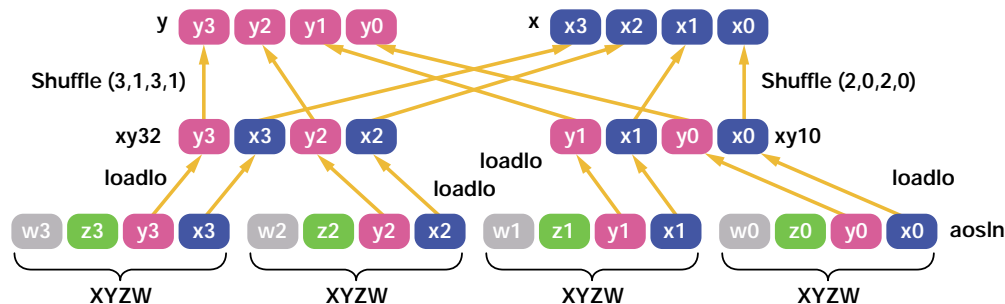 y y3 y2 y1 y0 x x3 x2 x1 x0
Shuffle (3,1,3,1) Shuffle (2,0,2,0)
xy32 y3 x3 y2 x2 y1 x1 y0 x0 xy10
loadlo loadlo loadlo loadlo
w3 z3 y3 x3 w2 z2 y2 x2 w1 z1 y1 x1 w0 z0 y0 x0 aosIn
XYZW XYZW XYZW XYZW